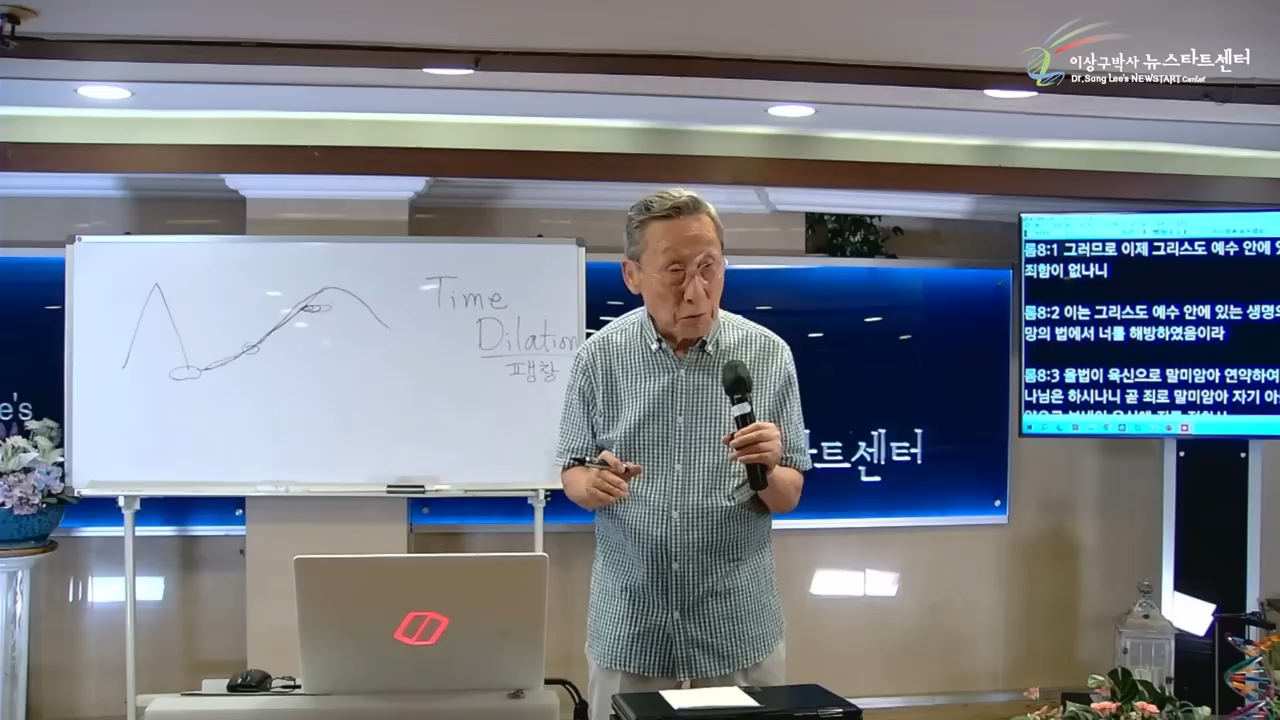 이상구박사 뉴스타트센터
Dr.Sang Lee's NEWSTART Center
Time
Dilation
팽창
롬8:1 그러므로 이제 그리스도 예수 안에
죄함이 없나니
롬8:2 이는 그리스도 예수 안에 있는 생명의
망의 법에서 너를 해방하였음이라
롬8:3 율법이 육신으로 말미암아 연약하여
나님은 하시나니 곧 죄로 말미암아 자기 아
e's
타트센터